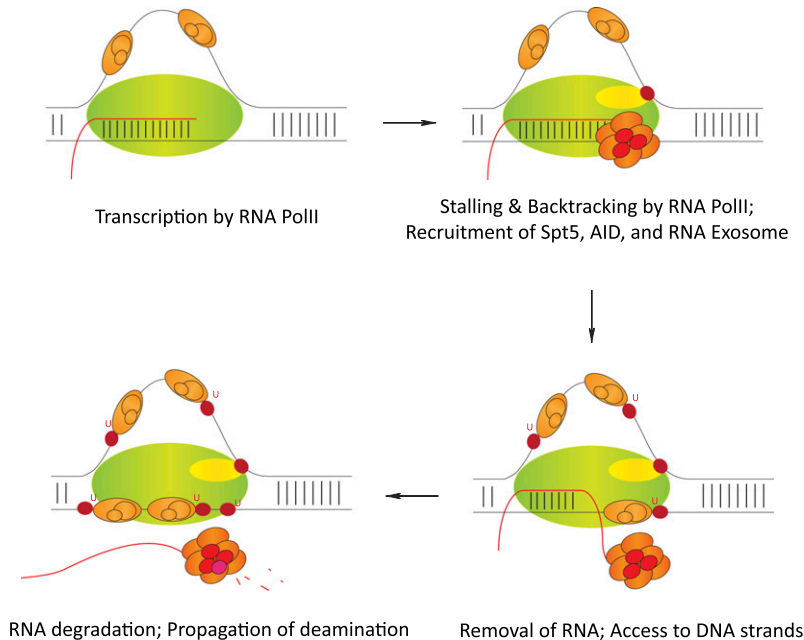 Transcription by RNA PolII
Stalling & Backtracking by RNA PolII;
Recruitment of Spt5, AID, and RNA Exosome
U
U
U
U
U
U
U
U
U
RNA degradation; Propagation of deamination
Removal of RNA; Access to DNA strands